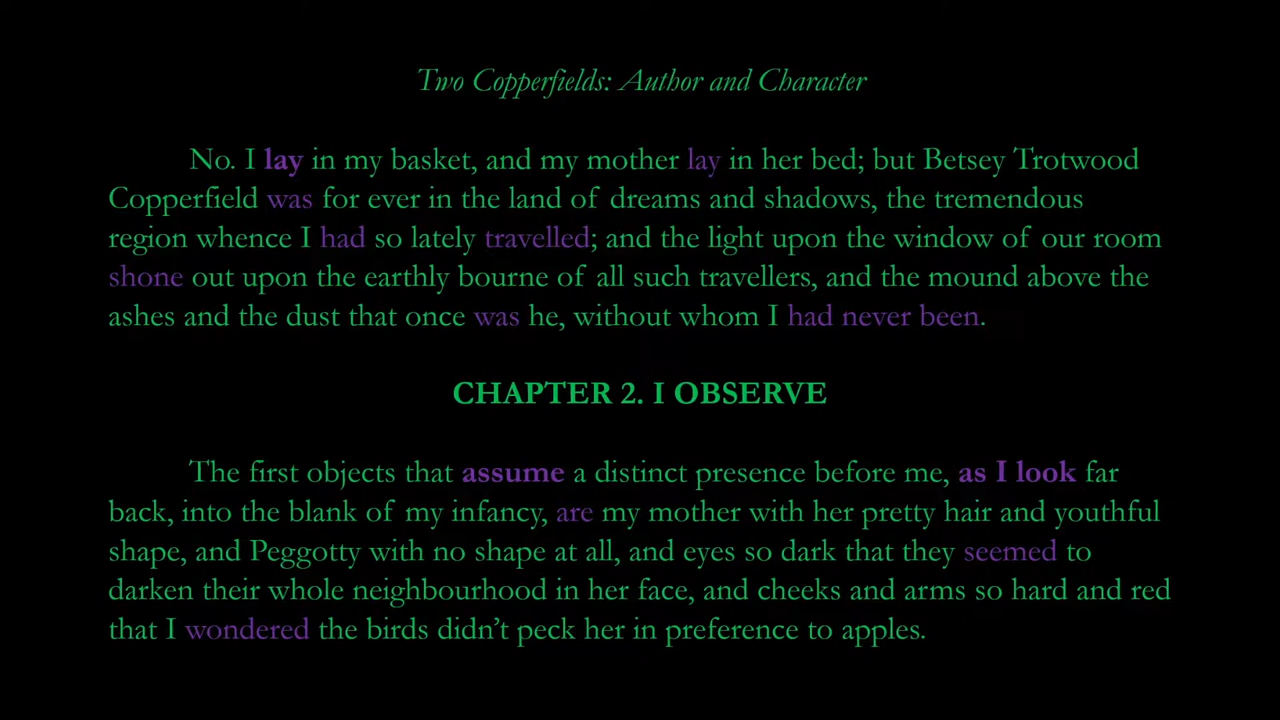 Two Copperfields: Author and Character
No. I lay in my basket, and my mother lay in her bed; but Betsey Trotwood
Copperfield was for ever in the land of dreams and shadows, the tremendous
region whence I had so lately travelled; and the light upon the window of our room
shone out upon the earthly bourne of all such travellers, and the mound above the
ashes and the dust that once was he, without whom I had never been.
CHAPTER 2. I OBSERVE
The first objects that assume a distinct presence before me, as I look far
back, into the blank of my infancy, are my mother with her pretty hair and youthful
shape, and Peggotty with no shape at all, and eyes so dark that they seemed to
darken their whole neighbourhood in her face, and cheeks and arms so hard and red
that I wondered the birds didn’t peck her in preference to apples.